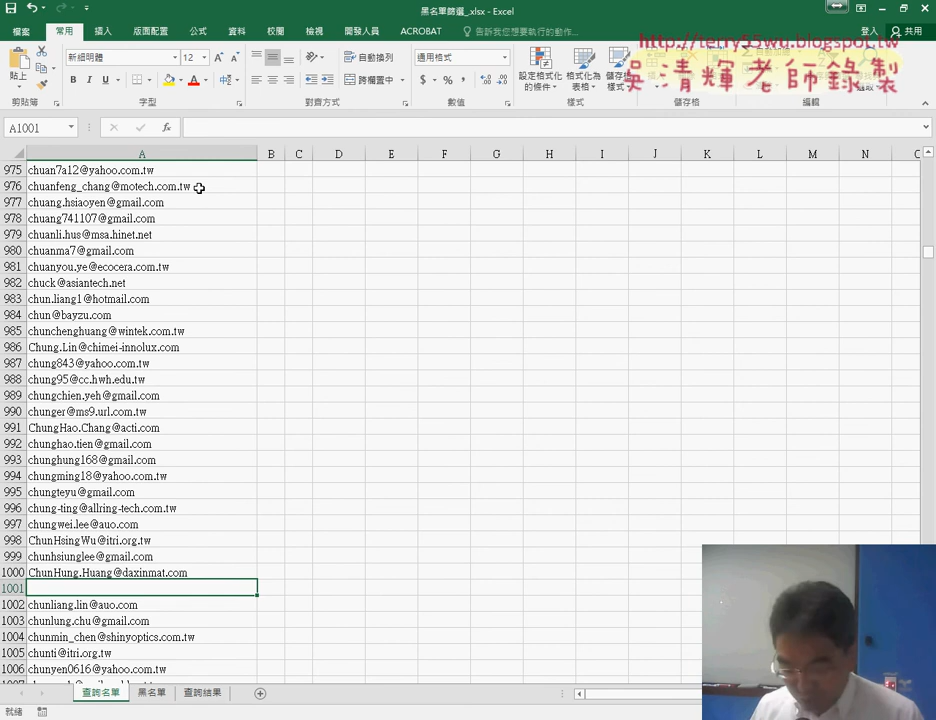 黑名單篩選_.xlsx - Excel
檔案 常用 插入 版面配置 公式 資料 校閱 檢視 開發人員 ACROBAT 告訴我您想要執行的動作... 登入 共用
http://terry55wu.blogspot.tw
吳清輝老師錄製
貼上 新細明體 12 自動換列 通用格式 設定格式化的條件 格式化為表格 儲存格樣式
B I U 跨欄置中 $ % ,
剪貼簿 字型 對齊方式 數值 樣式 儲存格 編輯
A1001 fx
A B C D E F G H I J K L M N
975 chuan7a12@yahoo.com.tw
976 chuanfeng_chang@motech.com.tw
977 chuang.hsiaoyen@gmail.com
978 chuang741107@gmail.com
979 chuanli.hus@msa.hinet.net
980 chuanma7@gmail.com
981 chuanyou.ye@ecocera.com.tw
982 chuck@asiantech.net
983 chun.liang1@hotmail.com
984 chun@bayzu.com
985 chunchenghuang@wintek.com.tw
986 Chung.Lin@chimei-innolux.com
987 chung843@yahoo.com.tw
988 chung95@cc.hwh.edu.tw
989 chungchien.yeh@gmail.com
990 chunger@ms9.url.com.tw
991 ChungHao.Chang@acti.com
992 chunghao.tien@gmail.com
993 chunghung168@gmail.com
994 chungming18@yahoo.com.tw
995 chungteyu@gmail.com
996 chung-ting@allring-tech.com.tw
997 chungwei.lee@auo.com
998 ChunHsingWu@itri.org.tw
999 chunhsiunglee@gmail.com
1000 ChunHung.Huang@daxinmat.com
1001
1002 chunliang.lin@auo.com
1003 chunlung.chu@gmail.com
1004 chunmin_chen@shinyoptics.com.tw
1005 chunti@itri.org.tw
1006 chunyen0616@yahoo.com.tw
查詢名單 黑名單 查詢結果
就緒